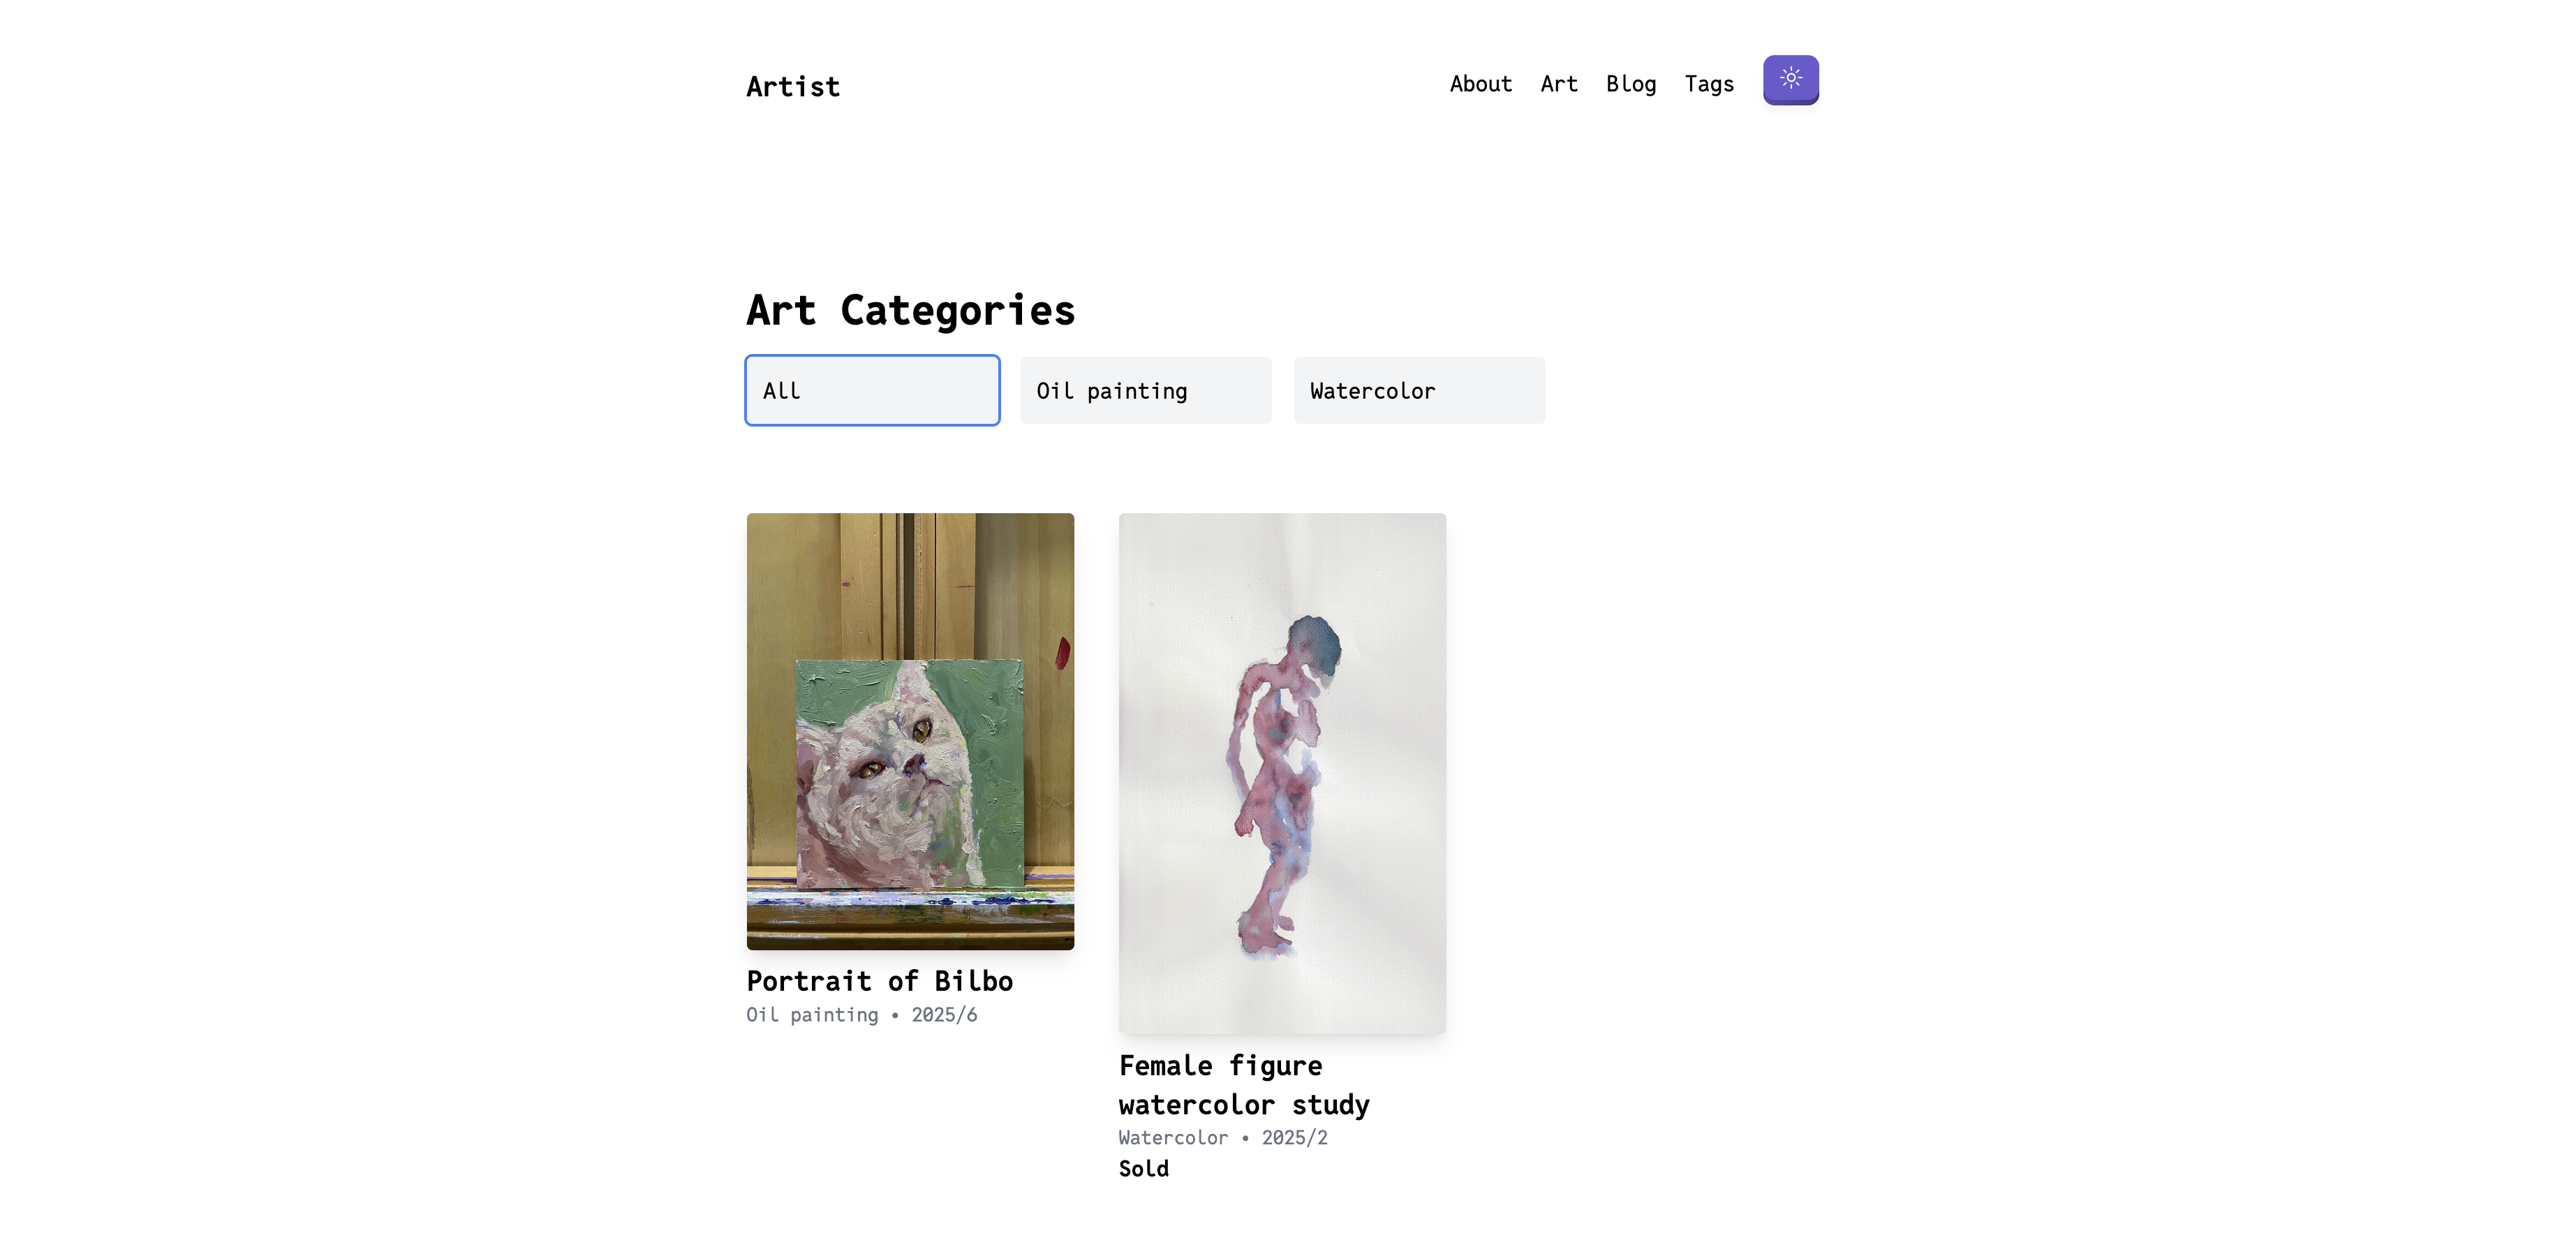 Artist
About Art Blog Tags
Art Categories
All
Oil painting
Watercolor
Portrait of Bilbo
Oil painting • 2025/6
Female figure
watercolor study
Watercolor • 2025/2
Sold